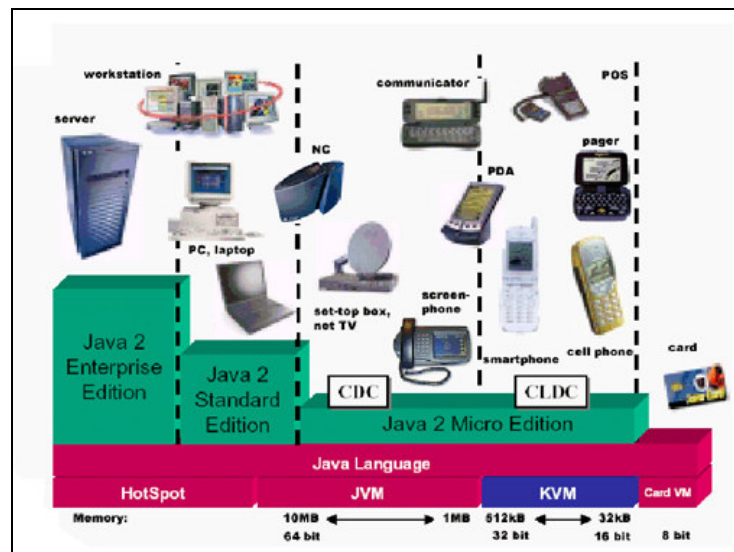 workstation
communicator
POS
server
NC
pager
PDA
PC, laptop
set-top box,
net TV
screen-
phone
smartphone
cell phone
card
Java 2
Enterprise
Edition
Java 2
Standard
Edition
CDC
CLDC
Java 2 Micro Edition
Java Language
HotSpot
JVM
KVM
Card VM
Memory:
10MB
1MB
512kB
32kB
64 bit
32 bit
16 bit
8 bit